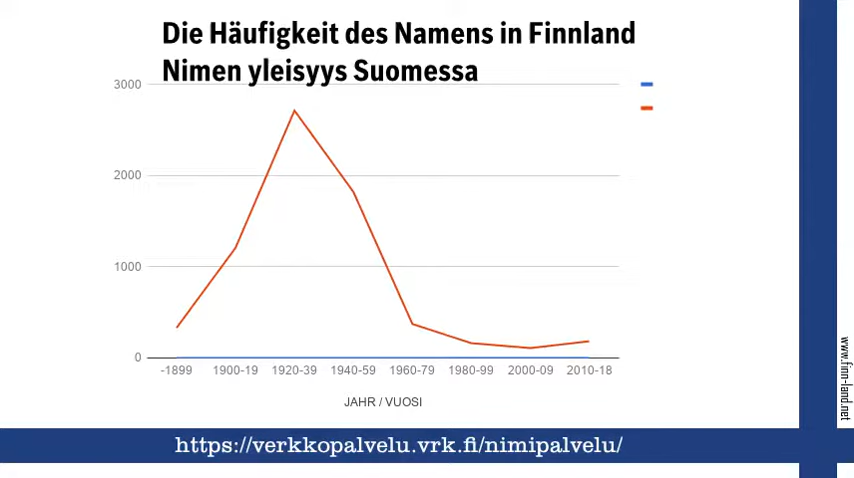 Die Häufigkeit des Namens in Finnland
Nimen yleisyys Suomessa
3000
2000
1000
0
-1899 1900-19 1920-39 1940-59 1960-79 1980-99 2000-09 2010-18
JAHR / VUOSI
https://verkkopalvelu.vrk.fi/nimipalvelu/
www.finn-land.net